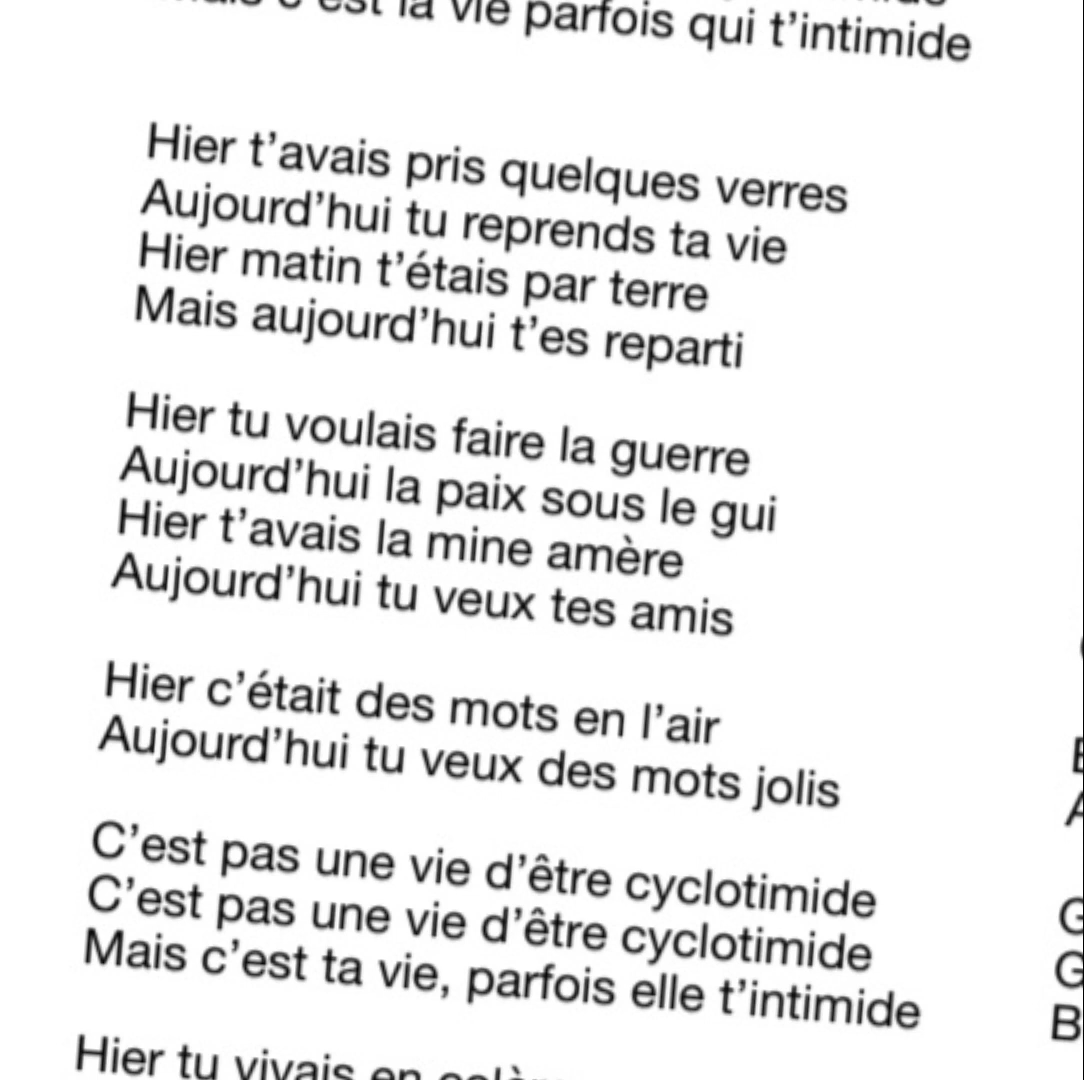 c'est la vie parfois qui t'intimide
Hier t'avais pris quelques verres
Aujourd'hui tu reprends ta vie
Hier matin t'étais par terre
Mais aujourd'hui t'es reparti
Hier tu voulais faire la guerre
Aujourd'hui la paix sous le gui
Hier t'avais la mine amère
Aujourd'hui tu veux tes amis
Hier c'était des mots en l'air
Aujourd'hui tu veux des mots jolis
C'est pas une vie d'être cyclotimide
C'est pas une vie d'être cyclotimide
Mais c'est ta vie, parfois elle t'intimide
Hier tu vivais en